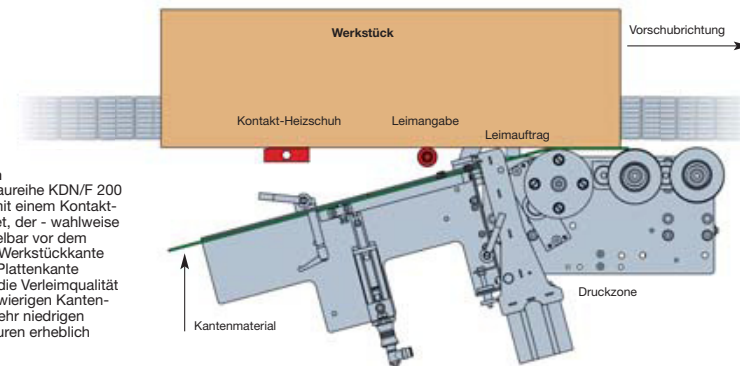 Werkstück
Vorschubrichtung
Kontakt-Heizschuh
Leimangabe
Leimauftrag
aureihe KDN/F 200
mit einem Kontakt-
et, der - wahlweise
elbar vor dem
Werkstückkante
Plattenkante
die Verleimqualität
wierigen Kanten-
ehr niedrigen
uren erheblich
Kantenmaterial
Druckzone